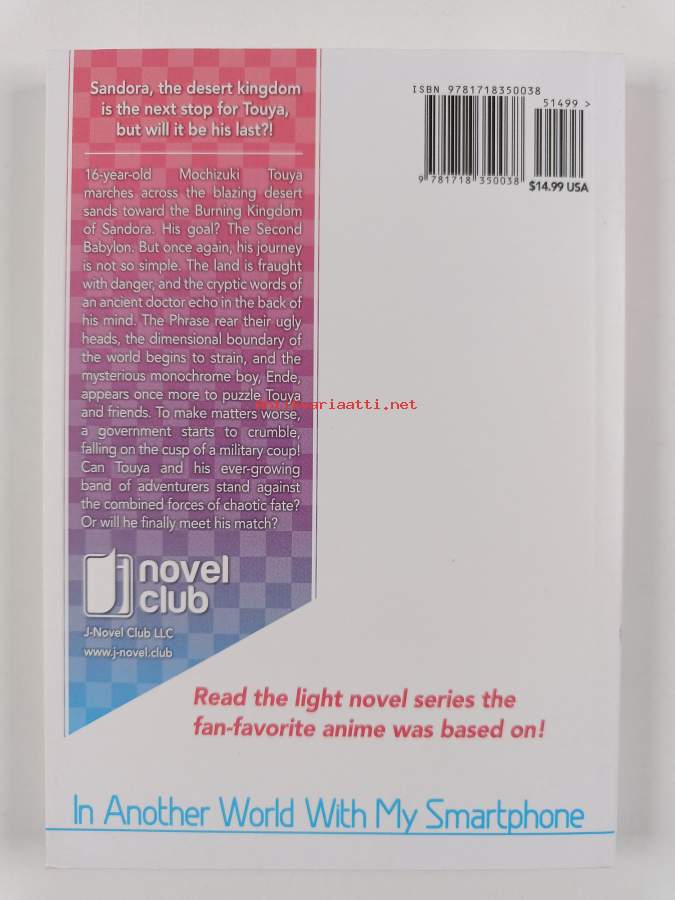 Sandora, the desert kingdom
is the next stop for Touya,
but will it be his last?!
16-year-old Mochizuki Touya
marches across the blazing desert
sands toward the Burning Kingdom
of Sandora. His goal? The Second
Babylon. But once again, his journey
is not so simple. The land is fraught
with danger, and the cryptic words of
an ancient doctor echo in the back of
his mind. The Phrase rear their ugly
heads, the dimensional boundary of
the world begins to strain, and the
mysterious monochrome boy, Ende,
appears once more to puzzle Touya
and friends. To make matters worse,
a government starts to crumble,
falling on the cusp of a military coup!
Can Touya and his ever-growing
band of adventurers stand against
the combined forces of chaotic fate?
Or will he finally meet his match?
j novel
club
J-Novel Club LLC
www.j-novel.club
ISBN 9781718350038
51499 >
9 781718 350038
$14.99 USA
antikvariaatti.net
Read the light novel series the
fan-favorite anime was based on!
In Another World With My Smartphone